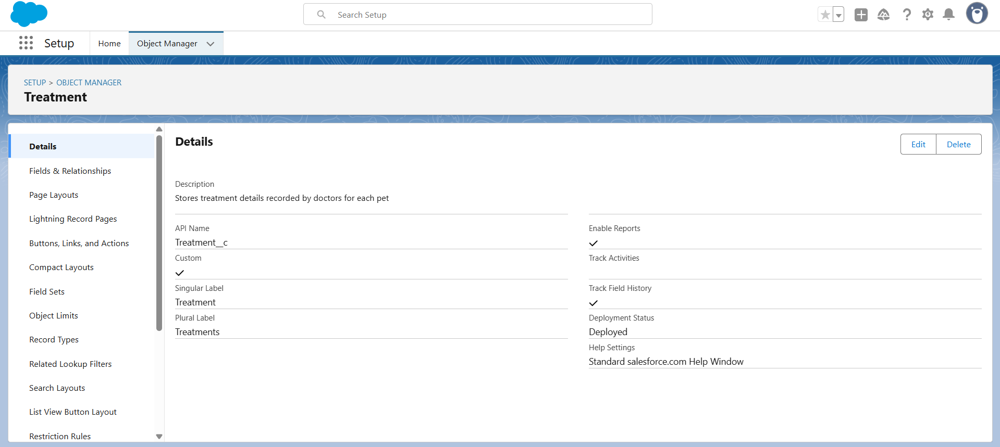 Search Setup
Setup
Home
Object Manager
SETUP > OBJECT MANAGER
Treatment
Details
Fields & Relationships
Page Layouts
Lightning Record Pages
Buttons, Links, and Actions
Compact Layouts
Field Sets
Object Limits
Record Types
Related Lookup Filters
Search Layouts
List View Button Layout
Restriction Rules
Details
Edit
Delete
Description
Stores treatment details recorded by doctors for each pet
API Name
Treatment__c
Custom
Singular Label
Treatment
Plural Label
Treatments
Enable Reports
Track Activities
Track Field History
Deployment Status
Deployed
Help Settings
Standard salesforce.com Help Window